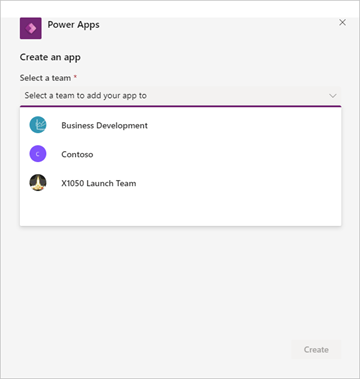 Power Apps
Create an app
Select a team *
Select a team to add your app to
Business Development
C Contoso
X1050 Launch Team
Create